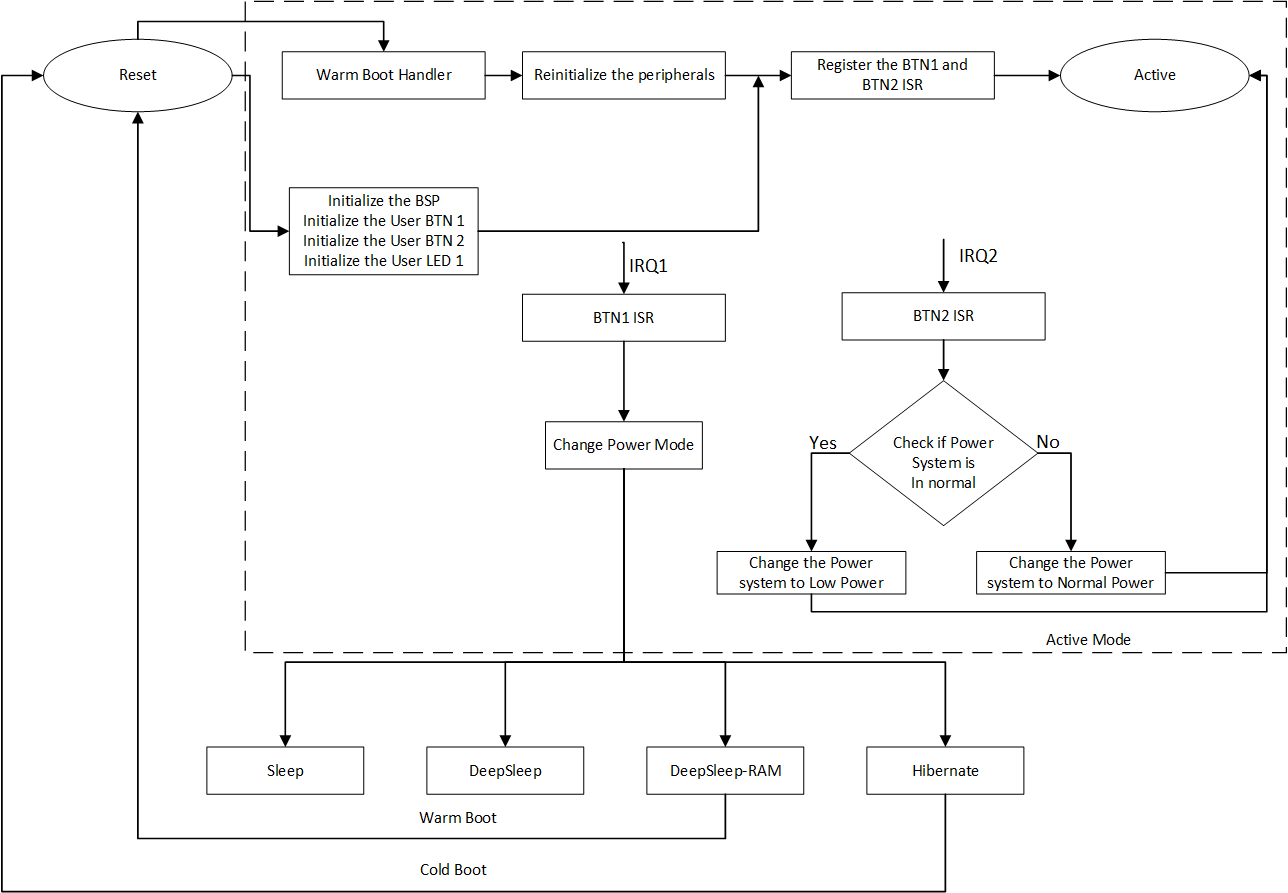 Reset
Warm Boot Handler
Reinitialize the peripherals
Register the BTN1 and
BTN2 ISR
Active
Initialize the BSP
Initialize the User BTN 1
Initialize the User BTN 2
Initialize the User LED 1
IRQ1
BTN1 ISR
Change Power Mode
IRQ2
BTN2 ISR
Check if Power
System is
In normal
Yes
No
Change the Power
system to Low Power
Change the Power
system to Normal Power
Active Mode
Sleep
DeepSleep
DeepSleep-RAM
Hibernate
Warm Boot
Cold Boot